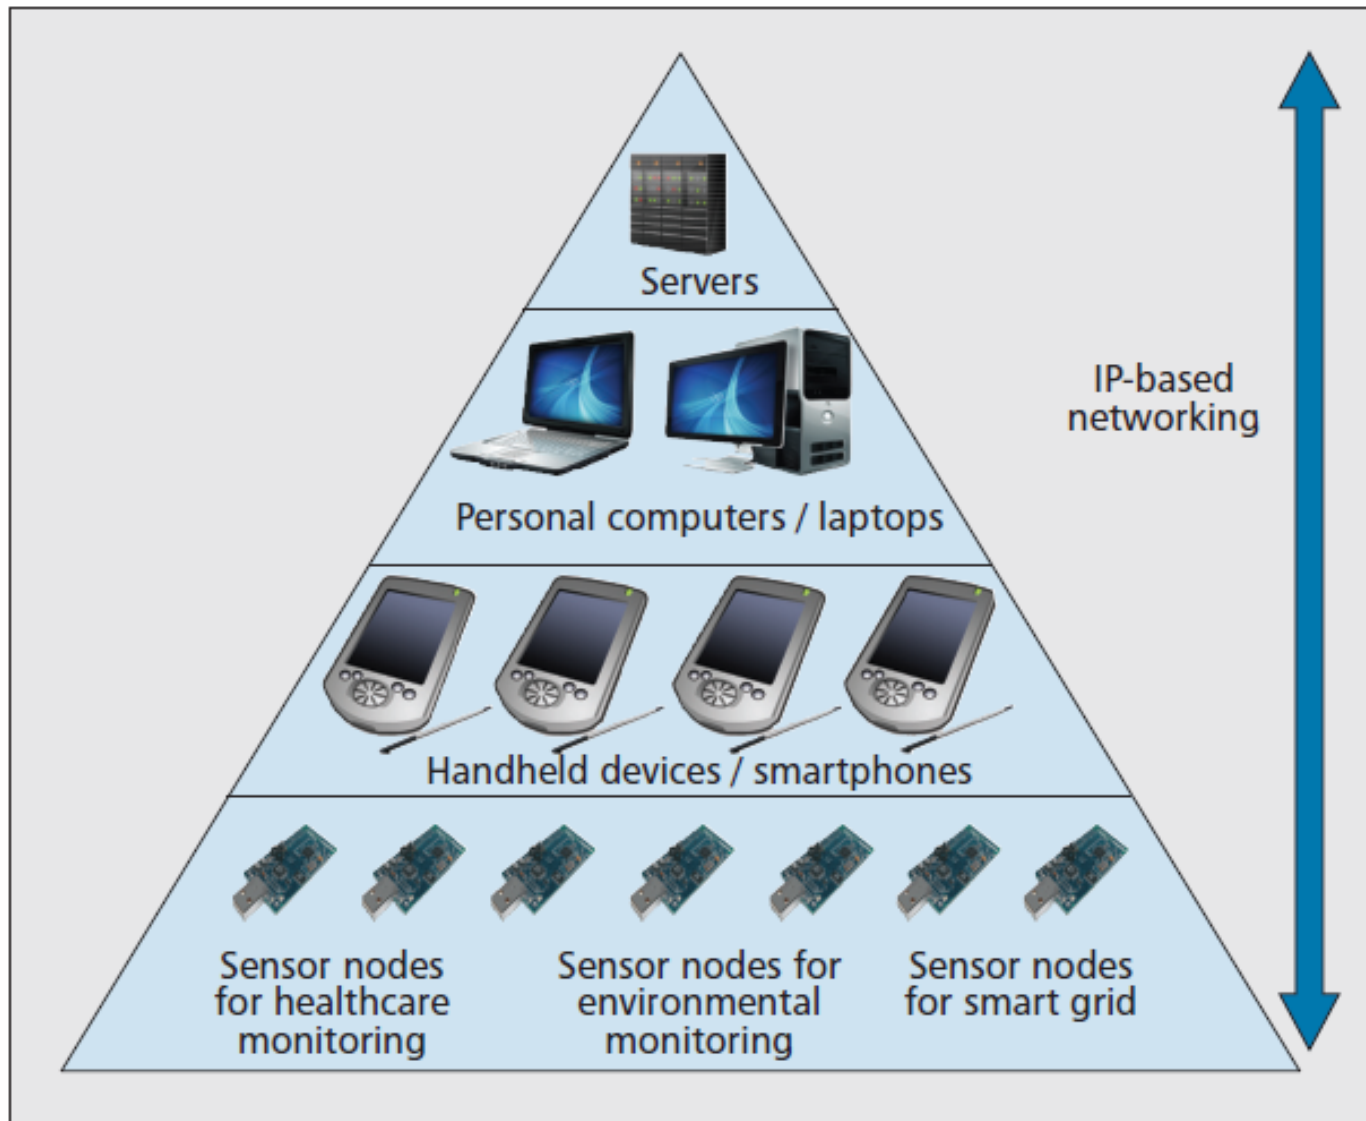 Servers
IP-based
networking
Personal computers / laptops
Handheld devices / smartphones
Sensor nodes
for healthcare
monitoring
Sensor nodes for
environmental
monitoring
Sensor nodes
for smart grid